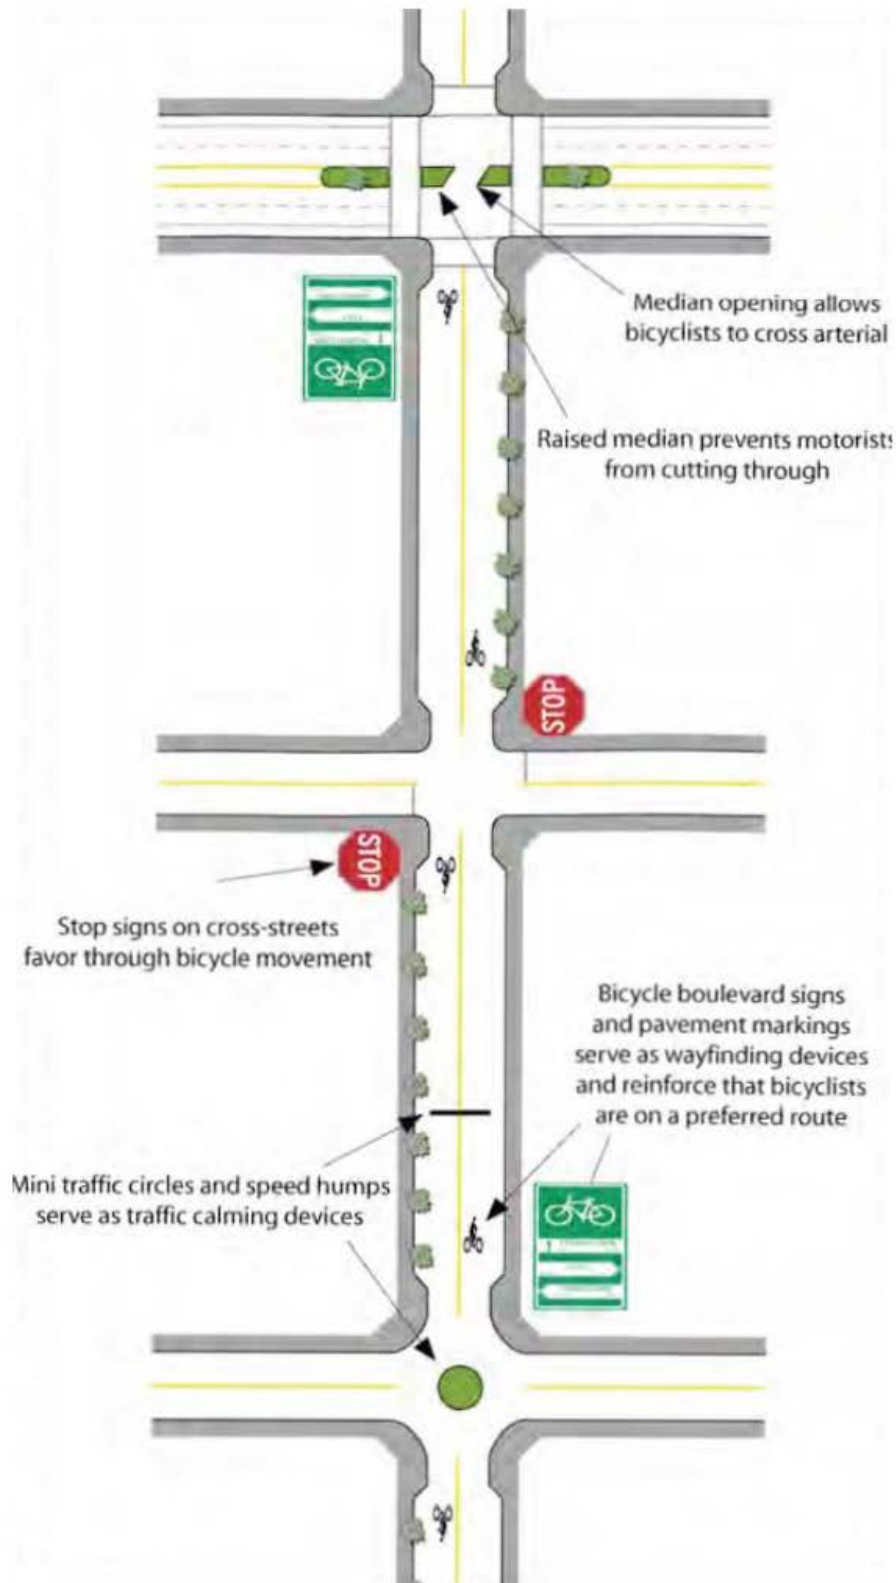 Median opening allows
bicyclists to cross arterial
Raised median prevents motorists
from cutting through
STOP
STOP
Stop signs on cross-streets
favor through bicycle movement
Bicycle boulevard signs
and pavement markings
serve as wayfinding devices
and reinforce that bicyclists
are on a preferred route
Mini traffic circles and speed humps
serve as traffic calming devices